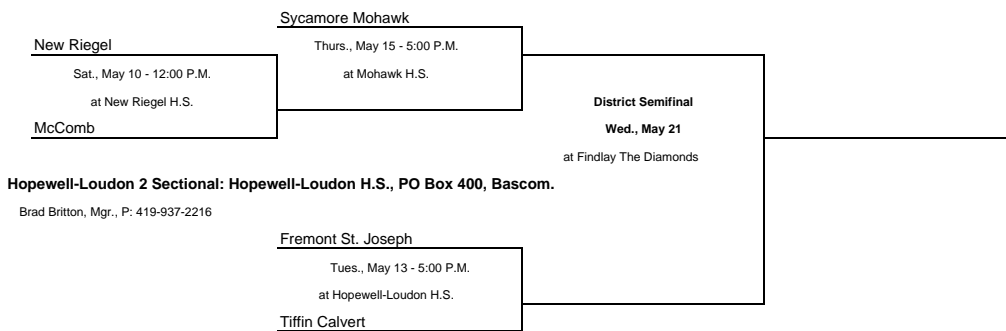 Sycamore Mohawk
New Riegel
Thurs., May 15 - 5:00 P.M.
Sat., May 10 - 12:00 P.M.
at Mohawk H.S.
at New Riegel H.S.
District Semifinal
McComb
Wed., May 21
at Findlay The Diamonds
Hopewell-Loudon 2 Sectional: Hopewell-Loudon H.S., PO Box 400, Bascom.
Brad Britton, Mgr., P: 419-937-2216
Fremont St. Joseph
Tues., May 13 - 5:00 P.M.
at Hopewell-Loudon H.S.
Tiffin Calvert